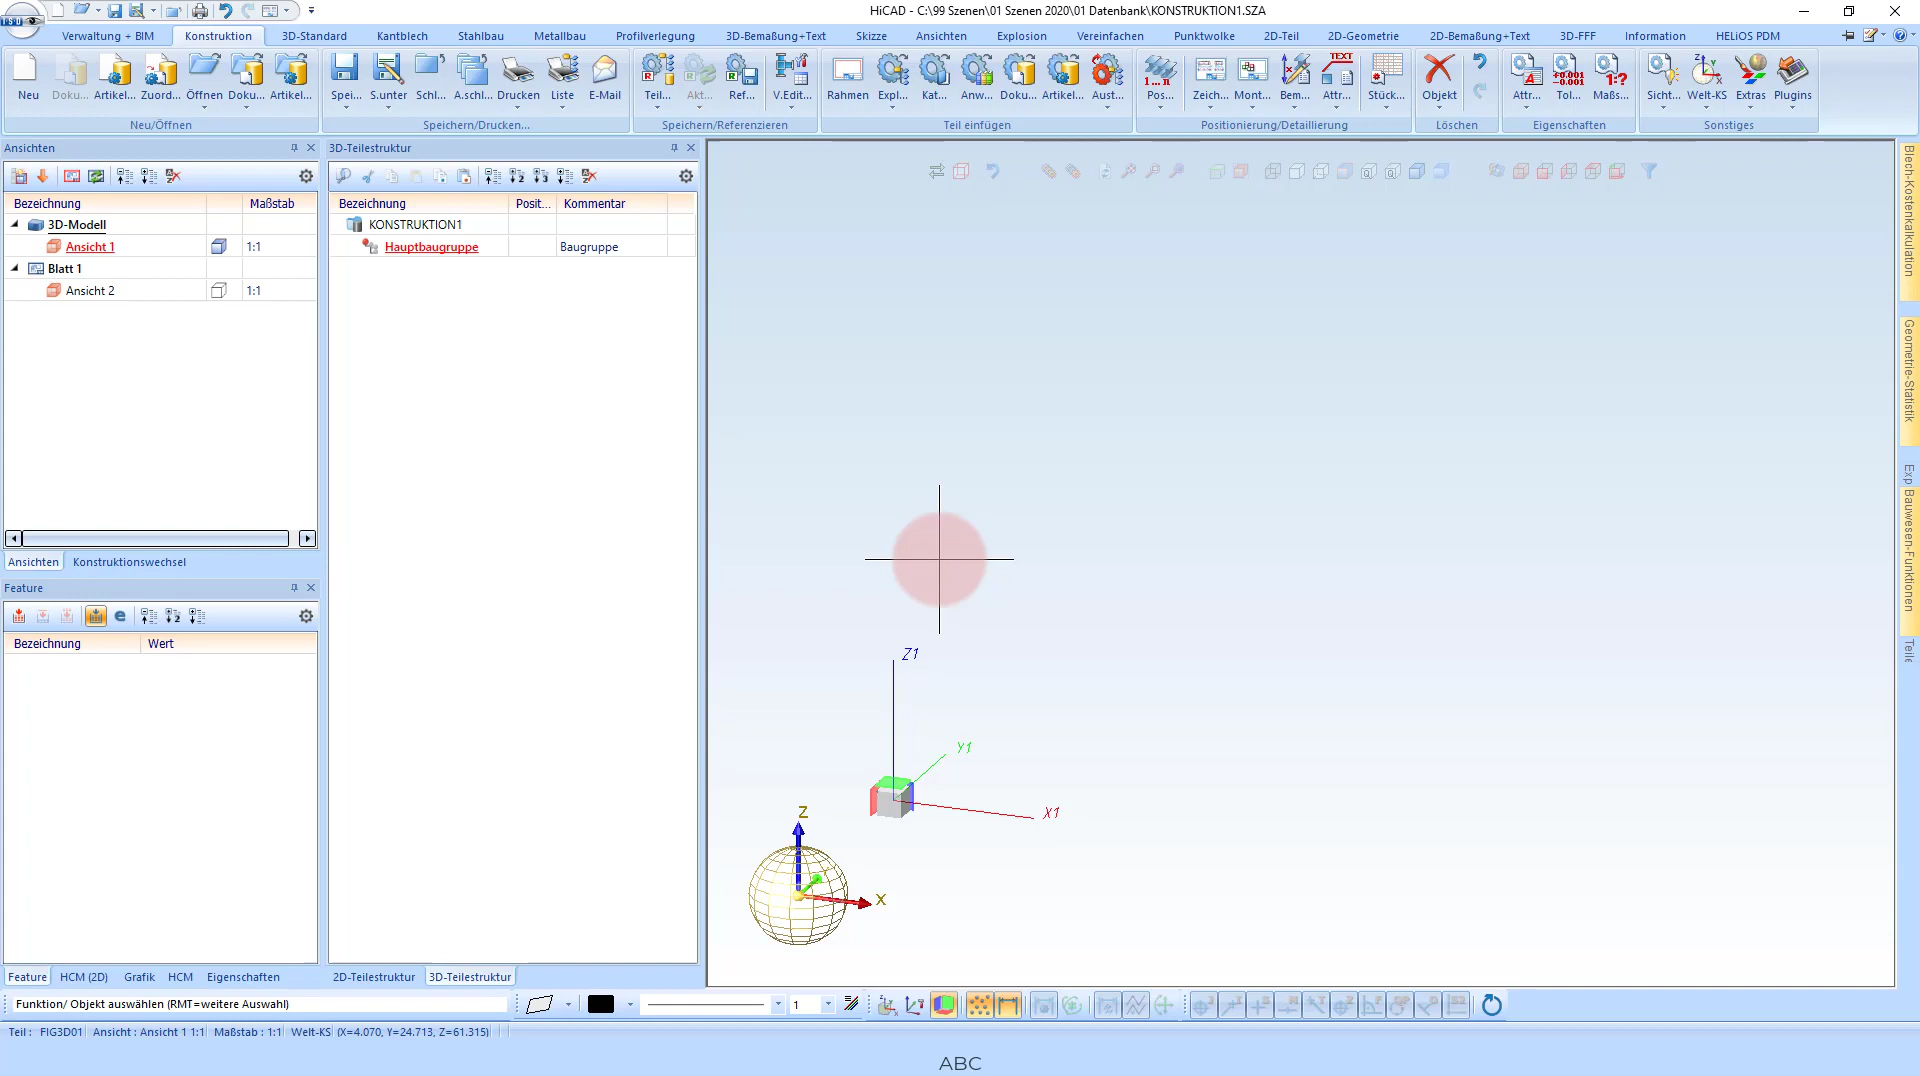 HiCAD - C:\99 Szenen\01 Szenen 2020\01 Datenbank\KONSTRUKTION1.SZA
ISD
Verwaltung + BIM Konstruktion 3D-Standard Kantblech Stahlbau Metallbau Profilverlegung 3D-Bemaßung+Text Skizze Ansichten Explosion Vereinfachen Punktwolke 2D-Teil 2D-Geometrie 2D-Bemaßung+Text 3D-FFF Information HELiOS PDM
Neu Doku... Artikel... Zuord... Öffnen Doku... Artikel... Spei... S.unter Schl... A.schl... Drucken Liste E-Mail Teil... Akt... Ref... V.Edit... Rahmen Expl... Kat... Anw... Doku... Artikel... Aust... Pos... Zeich... Mont... Bem... Attr... Stück... Objekt Attr... Tol... Maßs... Sicht... Welt-KS Extras Plugins
Neu/Öffnen Speichern/Drucken... Speichern/Referenzieren Teil einfügen Positionierung/Detaillierung Löschen Eigenschaften Sonstiges
Ansichten
Bezeichnung Maßstab
3D-Modell
Ansicht 1 1:1
Blatt 1
Ansicht 2 1:1
Ansichten Konstruktionswechsel
3D-Teilestruktur
Bezeichnung Posit... Kommentar
KONSTRUKTION1
Hauptbaugruppe Baugruppe
Feature
Bezeichnung Wert
Feature HCM (2D) Grafik HCM Eigenschaften
2D-Teilestruktur 3D-Teilestruktur
Z1
Y1
X1
Z
X
Blech-Kostenkalkulation
Geometrie-Statistik
Exp
Bauwesen-Funktionen
Teile
Funktion/ Objekt auswählen (RMT=weitere Auswahl)
1
Teil : FIG3D01 Ansicht : Ansicht 1 1:1 Maßstab : 1:1 Welt-KS (X=4.070, Y=24.713, Z=61.315)
ABC